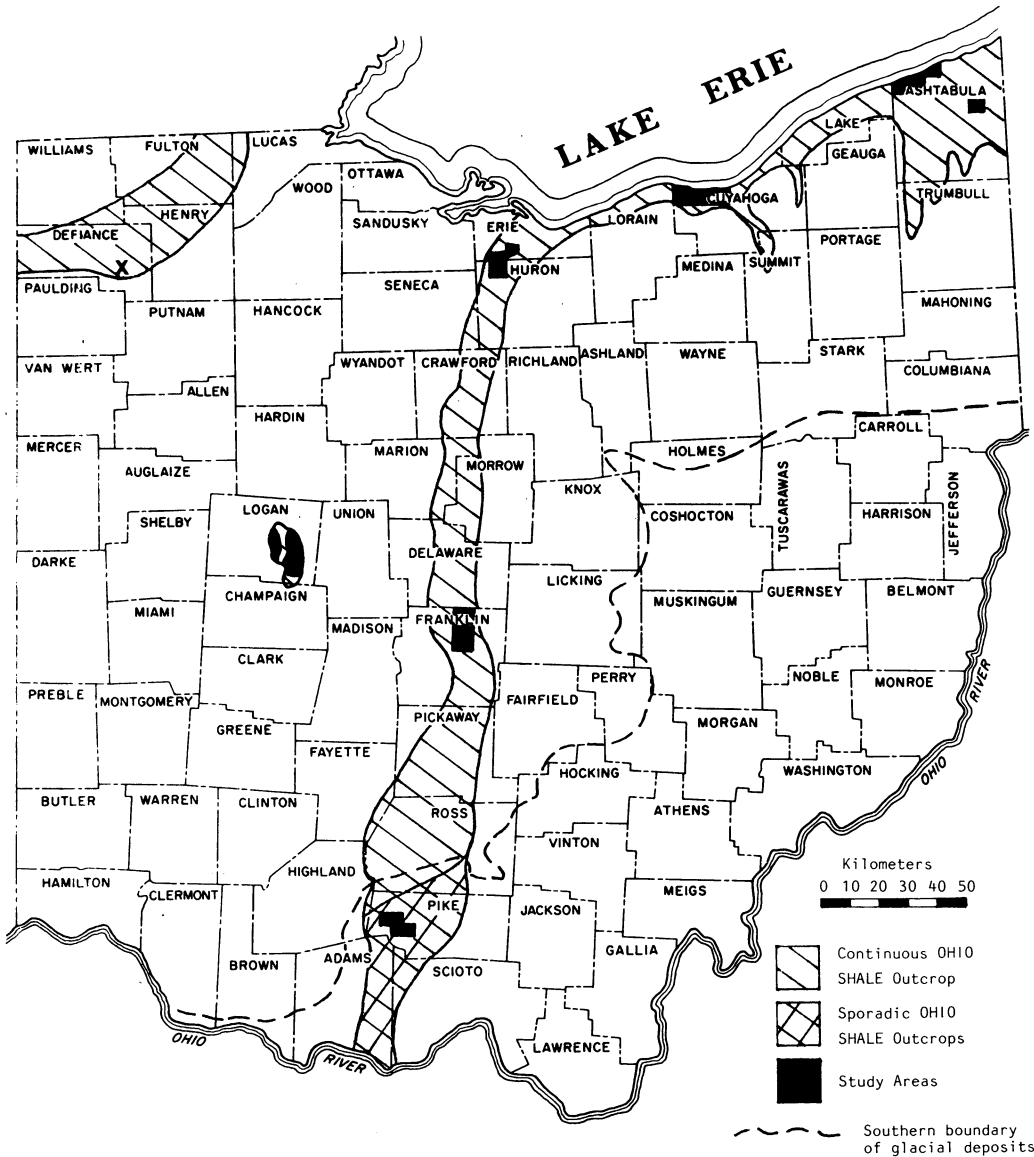 LAKE ERIE
ASHTABULA
LAKE
GEAUGA
WILLIAMS
FULTON
LUCAS
OTTAWA
WOOD
CUYAHOGA
TRUMBULL
HENRY
SANDUSKY
ERIE
LORAIN
DEFIANCE
PORTAGE
X
HURON
MEDINA
SUMMIT
PAULDING
SENECA
MAHONING
PUTNAM
HANCOCK
VAN WERT
WYANDOT
CRAWFORD
RICHLAND
ASHLAND
WAYNE
STARK
COLUMBIANA
ALLEN
HARDIN
CARROLL
MERCER
MARION
HOLMES
AUGLAIZE
MORROW
KNOX
TUSCARAWAS
JEFFERSON
LOGAN
UNION
SHELBY
COSHOCTON
HARRISON
DARKE
DELAWARE
LICKING
CHAMPAIGN
MUSKINGUM
GUERNSEY
BELMONT
MIAMI
MADISON
FRANKLIN
CLARK
PREBLE
MONTGOMERY
PERRY
NOBLE
MONROE
FAIRFIELD
OHIO RIVER
GREENE
PICKAWAY
MORGAN
FAYETTE
HOCKING
WASHINGTON
BUTLER
WARREN
CLINTON
ROSS
ATHENS
VINTON
HIGHLAND
HAMILTON
CLERMONT
PIKE
MEIGS
JACKSON
BROWN
ADAMS
SCIOTO
GALLIA
OHIO RIVER
LAWRENCE
Kilometers
0 10 20 30 40 50
Continuous OHIO
SHALE Outcrop
Sporadic OHIO
SHALE Outcrops
Study Areas
Southern boundary
of glacial deposits